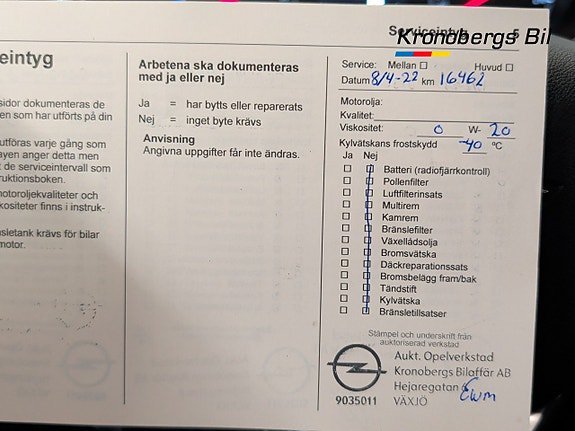 Serviceintyg 5
Kronobergs Bil
eintyg
sidor dokumenteras de
en som har utförts på din
utföras varje gång som
ayen anger detta men
t de serviceintervall som
ruktionsboken.
motoroljekvaliteter och
kositeter finns i instruk-
sletank krävs för bilar
motor.
Arbetena ska dokumenteras
med ja eller nej
Ja = har bytts eller reparerats
Nej = inget byte krävs
Anvisning
Angivna uppgifter får inte ändras.
Service: Mellan ☐ Huvud ☐
Datum 8/4-22 km 16462
Motorolja:
Kvalitet:
Viskositet: 0 W- 20
Kylvätskans frostskydd -40 °C
Ja Nej
Batteri (radiofjärrkontroll)
Pollenfilter
Luftfilterinsats
Multirem
Kamrem
Bränslefilter
Växellådsolja
Bromsvätska
Däckreparationssats
Bromsbelägg fram/bak
Tändstift
Kylvätska
Bränsletillsatser
Stämpel och underskrift från
auktoriserad verkstad
Aukt. Opelverkstad
Kronobergs Bilaffär AB
Hejaregatan
9035011 VÄXJÖ